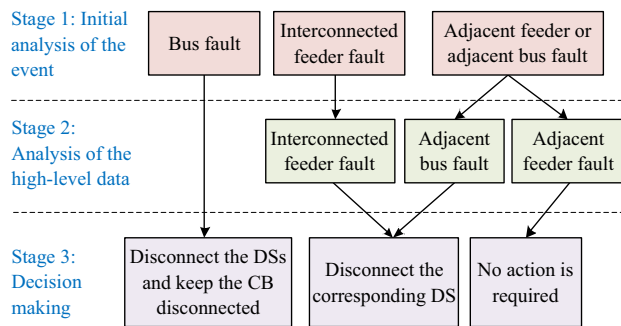 Stage 1: Initial
analysis of the
event
Bus fault
Interconnected
feeder fault
Adjacent feeder or
adjacent bus fault
Stage 2:
Analysis of the
high-level data
Interconnected
feeder fault
Adjacent
bus fault
Adjacent
feeder fault
Stage 3:
Decision
making
Disconnect the DSs
and keep the CB
disconnected
Disconnect the
corresponding DS
No action is
required